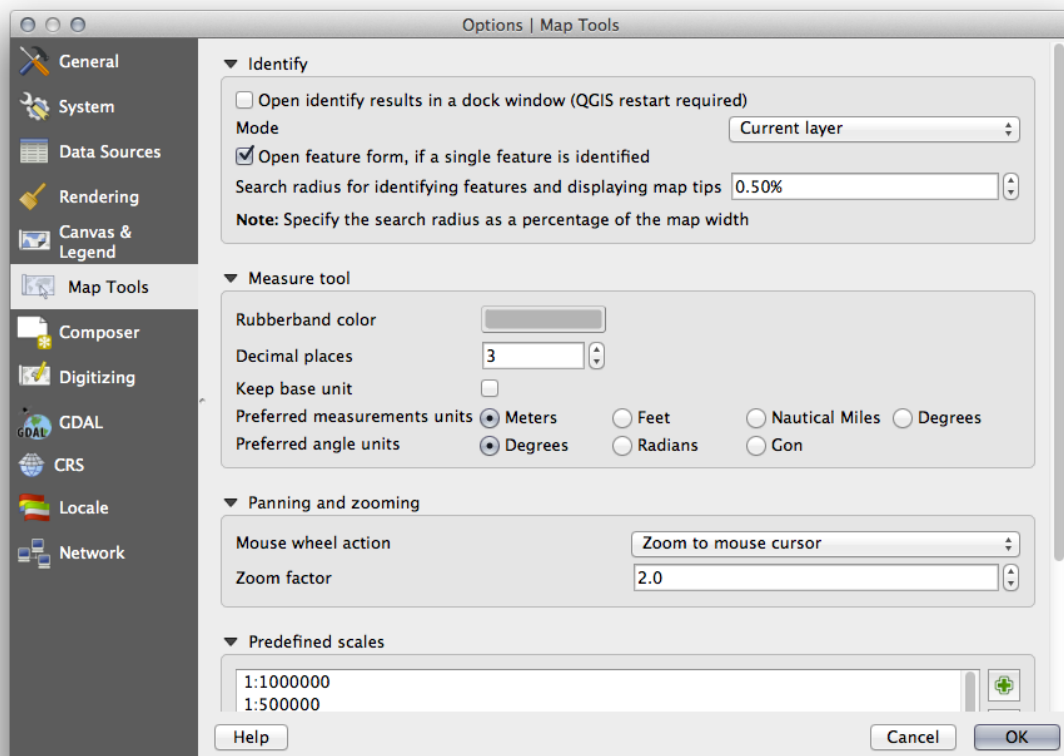 Options | Map Tools
General
System
Data Sources
Rendering
Canvas &
Legend
Map Tools
Composer
Digitizing
GDAL
GDAL
CRS
Locale
Network
Identify
Open identify results in a dock window (QGIS restart required)
Mode Current layer
Open feature form, if a single feature is identified
Search radius for identifying features and displaying map tips 0.50%
Note: Specify the search radius as a percentage of the map width
Measure tool
Rubberband color
Decimal places 3
Keep base unit
Preferred measurements units Meters Feet Nautical Miles Degrees
Preferred angle units Degrees Radians Gon
Panning and zooming
Mouse wheel action Zoom to mouse cursor
Zoom factor 2.0
Predefined scales
1:1000000
1:500000
Help Cancel OK